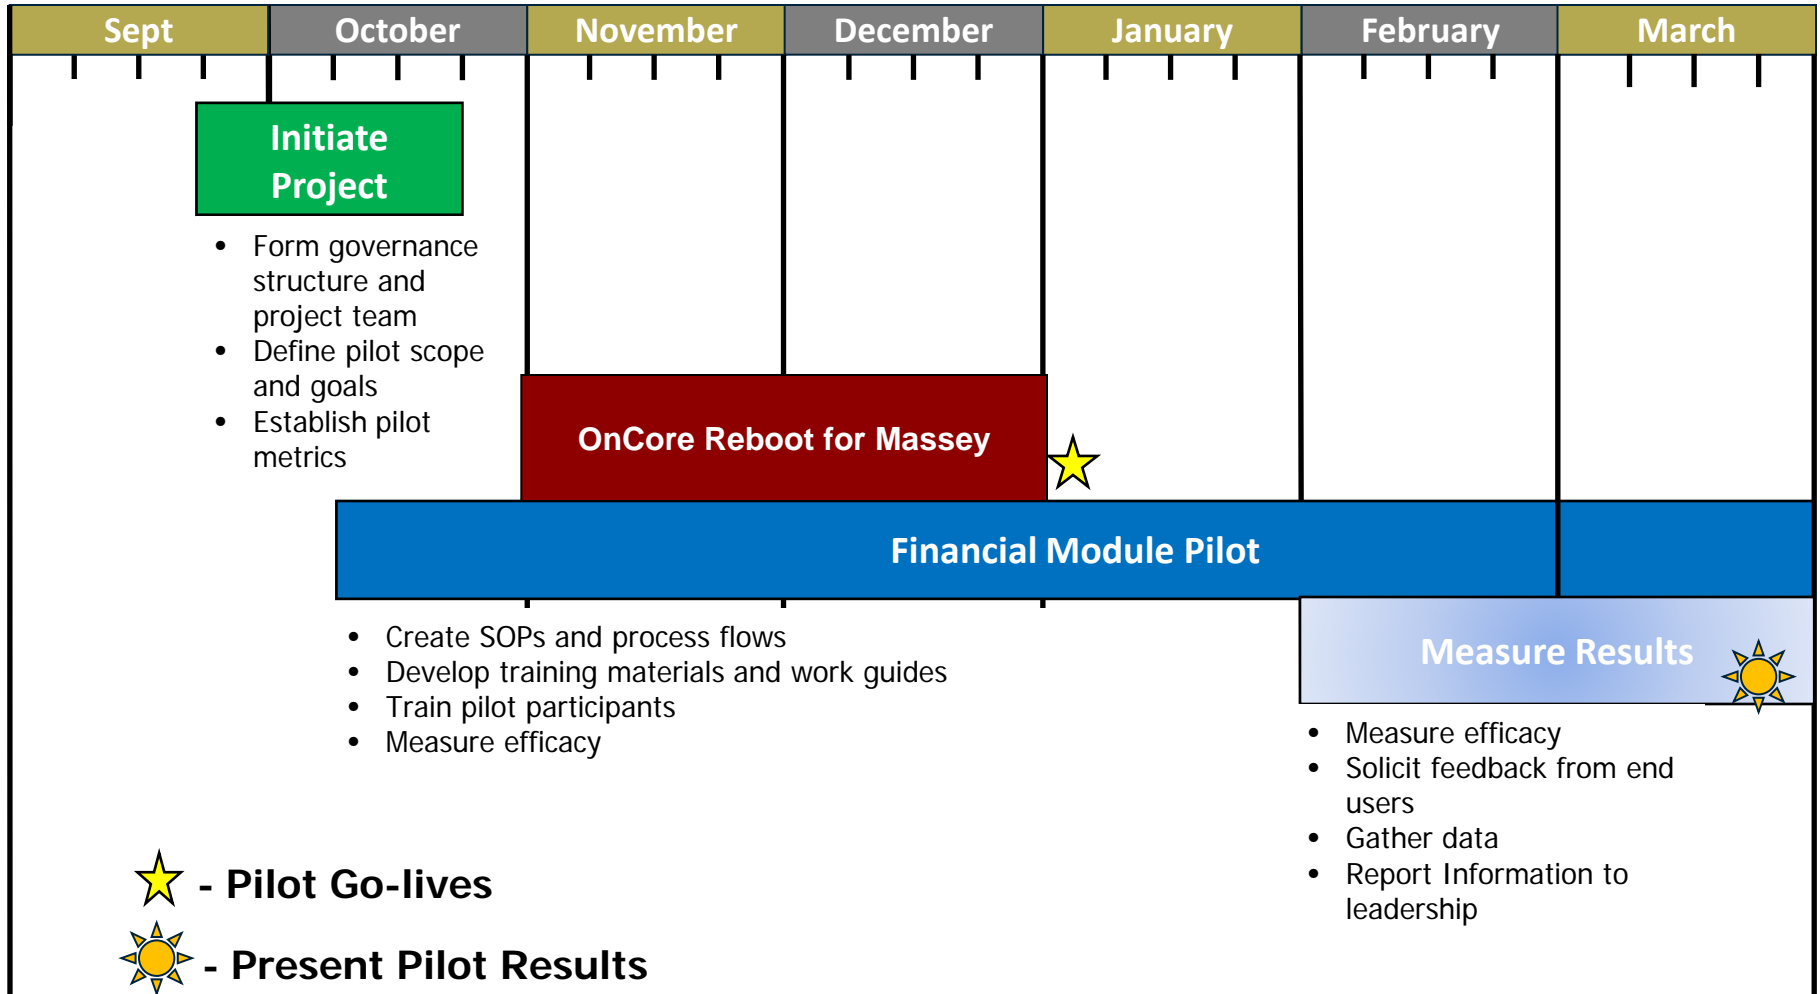 Sept October November December January February March
Initiate
Project
• Form governance
structure and
project team
• Define pilot scope
and goals
• Establish pilot
metrics
OnCore Reboot for Massey
Financial Module Pilot
• Create SOPs and process flows
• Develop training materials and work guides
• Train pilot participants
• Measure efficacy
Measure Results
• Measure efficacy
• Solicit feedback from end
users
• Gather data
• Report Information to
leadership
- Pilot Go-lives
- Present Pilot Results